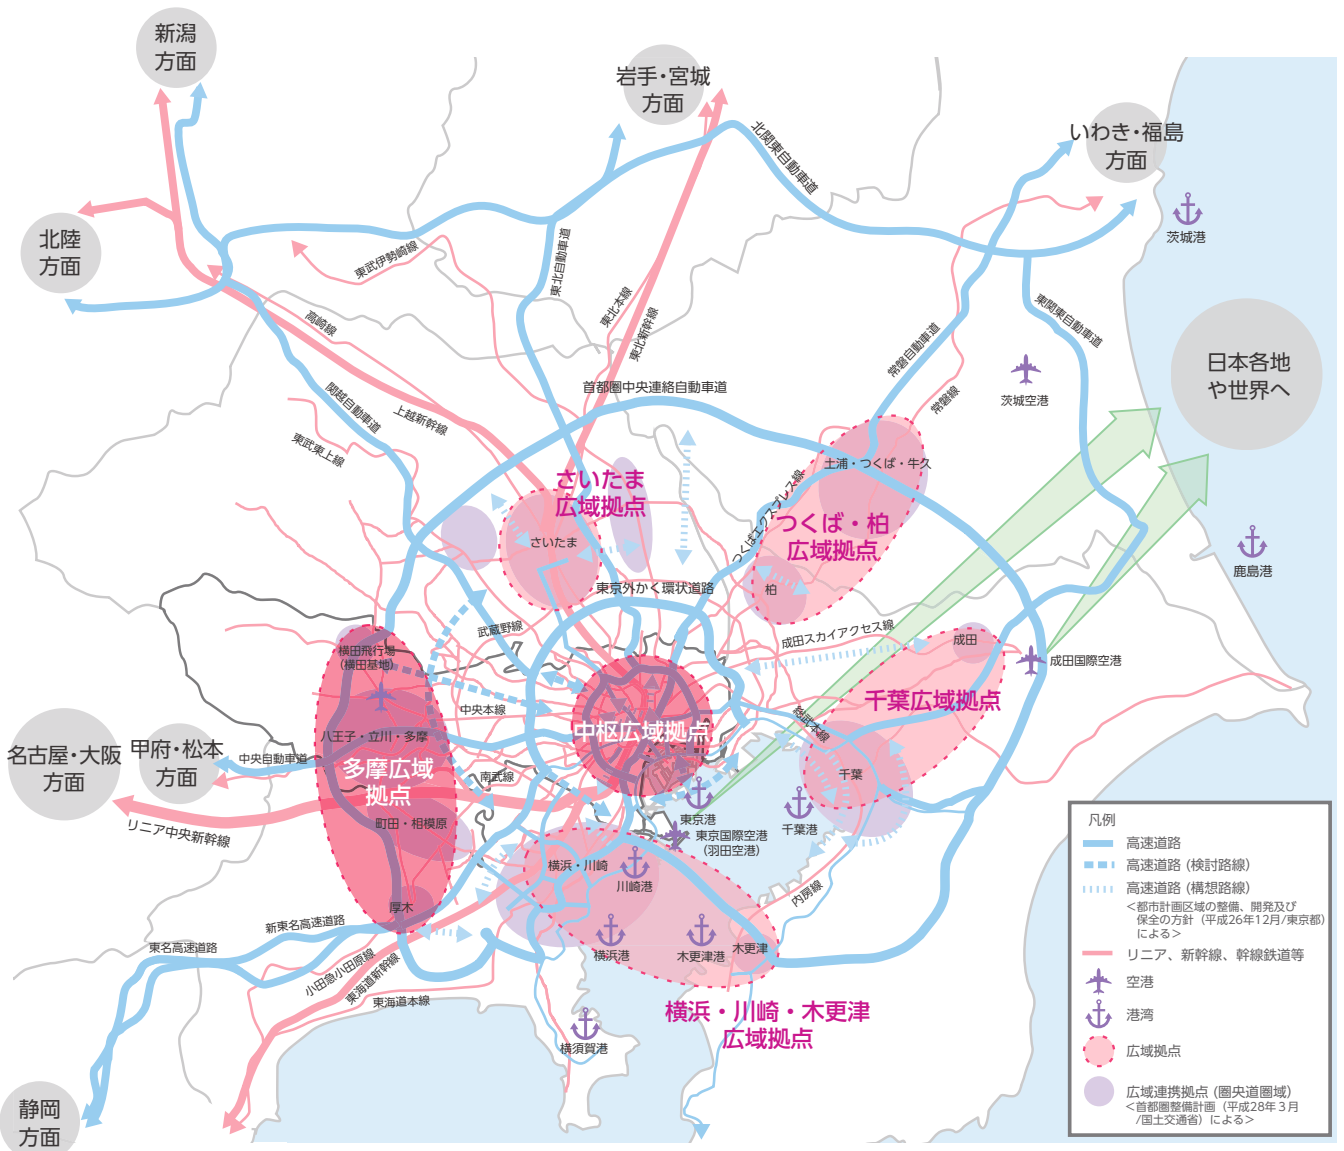 新潟
方面
岩手・宮城
方面
いわき・福島
方面
北陸
方面
北関東自動車道
茨城港
東武伊勢崎線
東北自動車道
東北本線
東北新幹線
高崎線
関越自動車道
上越新幹線
東武東上線
首都圏中央連絡自動車道
常磐自動車道
常磐線
東関東自動車道
茨城空港
日本各地
や世界へ
さいたま
広域拠点
さいたま
土浦・つくば・牛久
つくばエクスプレス線
つくば・柏
広域拠点
柏
鹿島港
東京外かく環状道路
武蔵野線
成田スカイアクセス線
成田
成田国際空港
横田飛行場
(横田基地)
中央本線
千葉広域拠点
総武本線
中枢広域拠点
八王子・立川・多摩
多摩広域
拠点
名古屋・大阪
方面
甲府・松本
方面
中央自動車道
南武線
千葉
リニア中央新幹線
町田・相模原
東京港
東京国際空港
(羽田空港)
千葉港
横浜・川崎
川崎港
内房線
厚木
新東名高速道路
東名高速道路
小田急小田原線
東海道新幹線
東海道本線
横浜港
木更津港
木更津
横浜・川崎・木更津
広域拠点
横須賀港
静岡
方面
凡例
高速道路
高速道路 (検討路線)
高速道路 (構想路線)
<都市計画区域の整備、開発及び
保全の方針（平成26年12月/東京都)
による>
リニア、新幹線、幹線鉄道等
空港
港湾
広域拠点
広域連携拠点 (圏央道圏域)
<首都圏整備計画（平成28年３月
/国土交通省）による>